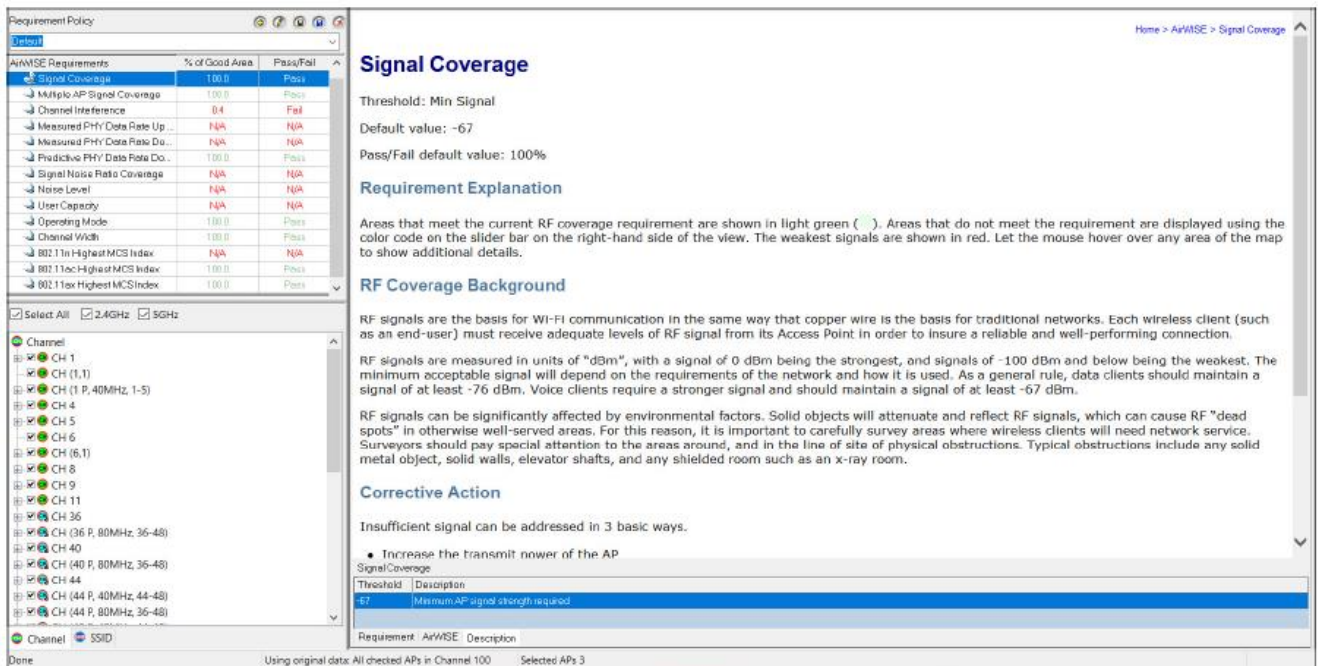 Requirement Policy
Default
AirWISE Requirements % of Good Area Pass/Fail
Signal Coverage 100.0 Pass
Multiple AP Signal Coverage 100.0 Pass
Channel Interference 0.4 Fail
Measured PHY Data Rate Up ... N/A N/A
Measured PHY Data Rate Do... N/A N/A
Predictive PHY Data Rate Do... 100.0 Pass
Signal Noise Ratio Coverage N/A N/A
Noise Level N/A N/A
User Capacity N/A N/A
Operating Mode 100.0 Pass
Channel Width 100.0 Pass
802.11n Highest MCS Index N/A N/A
802.11ac Highest MCS Index 100.0 Pass
802.11ax Highest MCS Index 100.0 Pass
Select All 2.4GHz 5GHz
Channel
CH 1
CH (1,1)
CH (1 P, 40MHz, 1-5)
CH 4
CH 5
CH 6
CH (6,1)
CH 8
CH 9
CH 11
CH 36
CH (36 P, 80MHz, 36-48)
CH 40
CH (40 P, 80MHz, 36-48)
CH 44
CH (44 P, 40MHz, 44-48)
CH (44 P, 80MHz, 36-48)
Channel SSID
Home > AirWISE > Signal Coverage
Signal Coverage
Threshold: Min Signal
Default value: -67
Pass/Fail default value: 100%
Requirement Explanation
Areas that meet the current RF coverage requirement are shown in light green ( ). Areas that do not meet the requirement are displayed using the
color code on the slider bar on the right-hand side of the view. The weakest signals are shown in red. Let the mouse hover over any area of the map
to show additional details.
RF Coverage Background
RF signals are the basis for WI-FI communication in the same way that copper wire is the basis for traditional networks. Each wireless client (such
as an end-user) must receive adequate levels of RF signal from its Access Point in order to insure a reliable and well-performing connection.
RF signals are measured in units of "dBm", with a signal of 0 dBm being the strongest, and signals of -100 dBm and below being the weakest. The
minimum acceptable signal will depend on the requirements of the network and how it is used. As a general rule, data clients should maintain a
signal of at least -76 dBm. Voice clients require a stronger signal and should maintain a signal of at least -67 dBm.
RF signals can be significantly affected by environmental factors. Solid objects will attenuate and reflect RF signals, which can cause RF "dead
spots" in otherwise well-served areas. For this reason, it is important to carefully survey areas where wireless clients will need network service.
Surveyors should pay special attention to the areas around, and in the line of site of physical obstructions. Typical obstructions include any solid
metal object, solid walls, elevator shafts, and any shielded room such as an x-ray room.
Corrective Action
Insufficient signal can be addressed in 3 basic ways.
• Increase the transmit power of the AP
Signal Coverage
Threshold Description
-67 Minimum AP signal strength required
Requirement AirWISE Description
Done Using original data: All checked APs in Channel 100 Selected APs 3